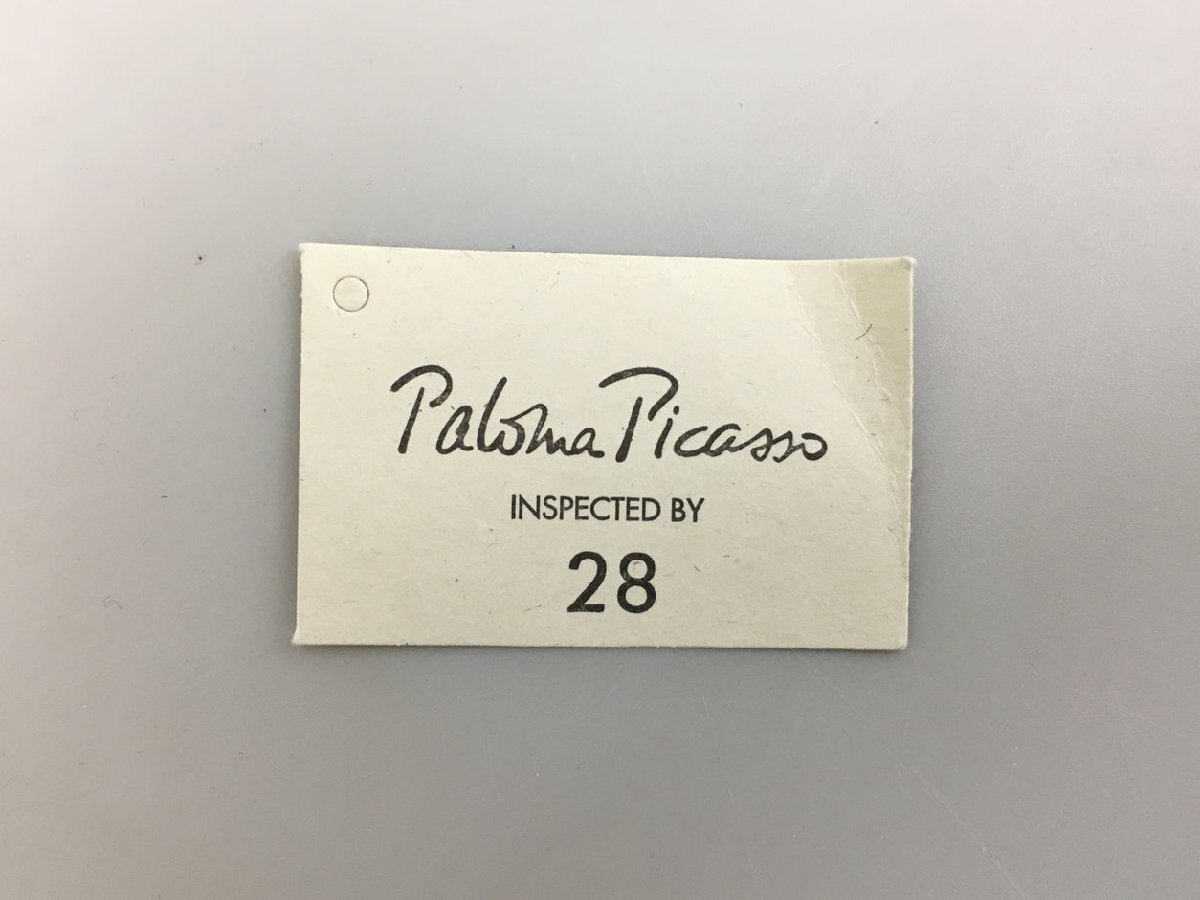 Paloma Picasso
INSPECTED BY
28